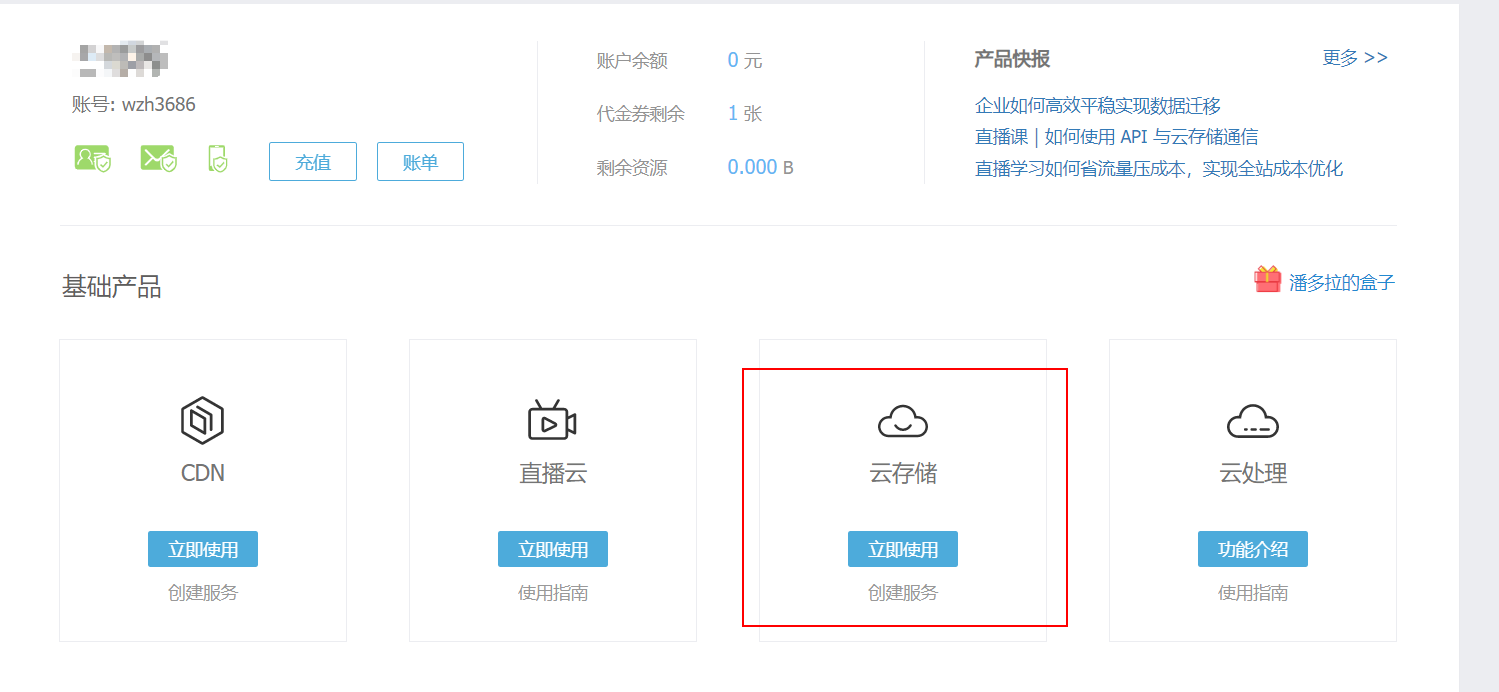 账号: wzh3686
充值
账单
账户余额 0 元
代金券剩余 1 张
剩余资源 0.000 B
产品快报
更多 >>
企业如何高效平稳实现数据迁移
直播课 | 如何使用 API 与云存储通信
直播学习如何省流量压成本，实现全站成本优化
基础产品
潘多拉的盒子
CDN
立即使用
创建服务
直播云
立即使用
使用指南
云存储
立即使用
创建服务
云处理
功能介绍
使用指南